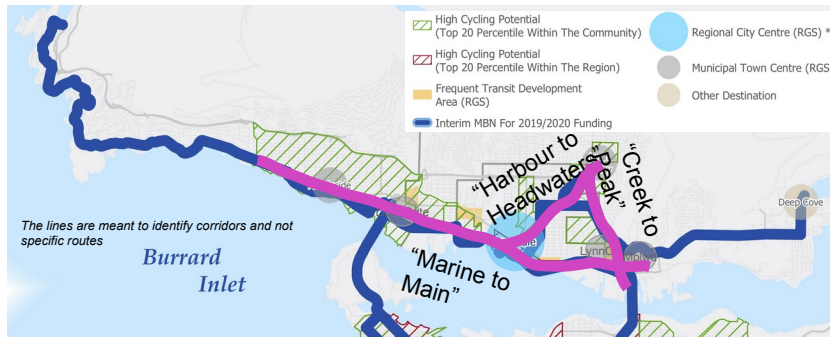 High Cycling Potential
(Top 20 Percentile Within The Community)
High Cycling Potential
(Top 20 Percentile Within The Region)
Frequent Transit Development
Area (RGS)
Interim MBN For 2019/2020 Funding
Regional City Centre (RGS) *
Municipal Town Centre (RGS
Other Destination
"Harbour to
Headwaters"
"Creek to
Peak"
Deep Cove
The lines are meant to identify corridors and not
specific routes
Burrard
Inlet
"Marine to
Main"